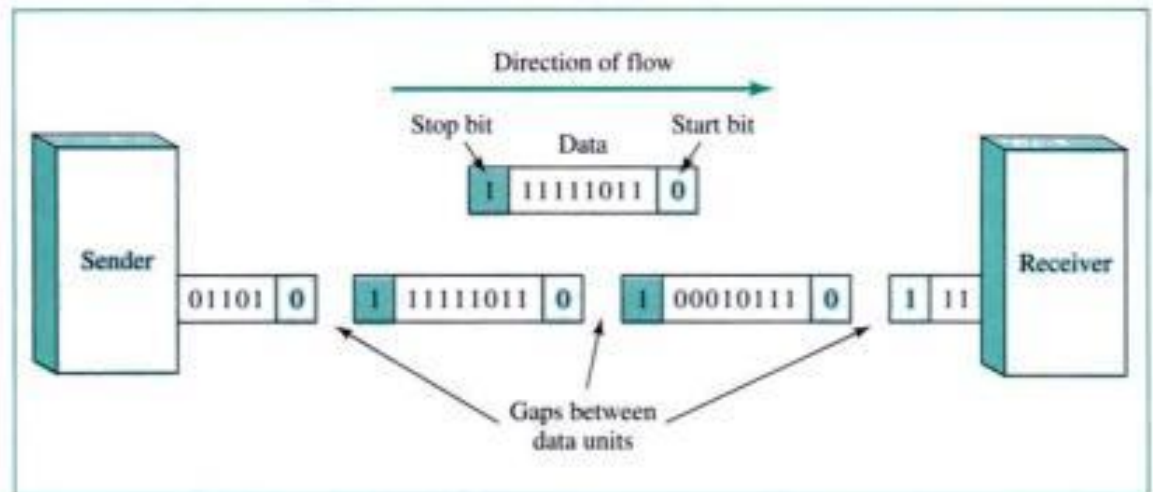 Direction of flow
Stop bit
Start bit
Data
1 11111011 0
Sender
Receiver
01101 0
1 11111011 0
1 00010111 0
1 11
Gaps between
data units